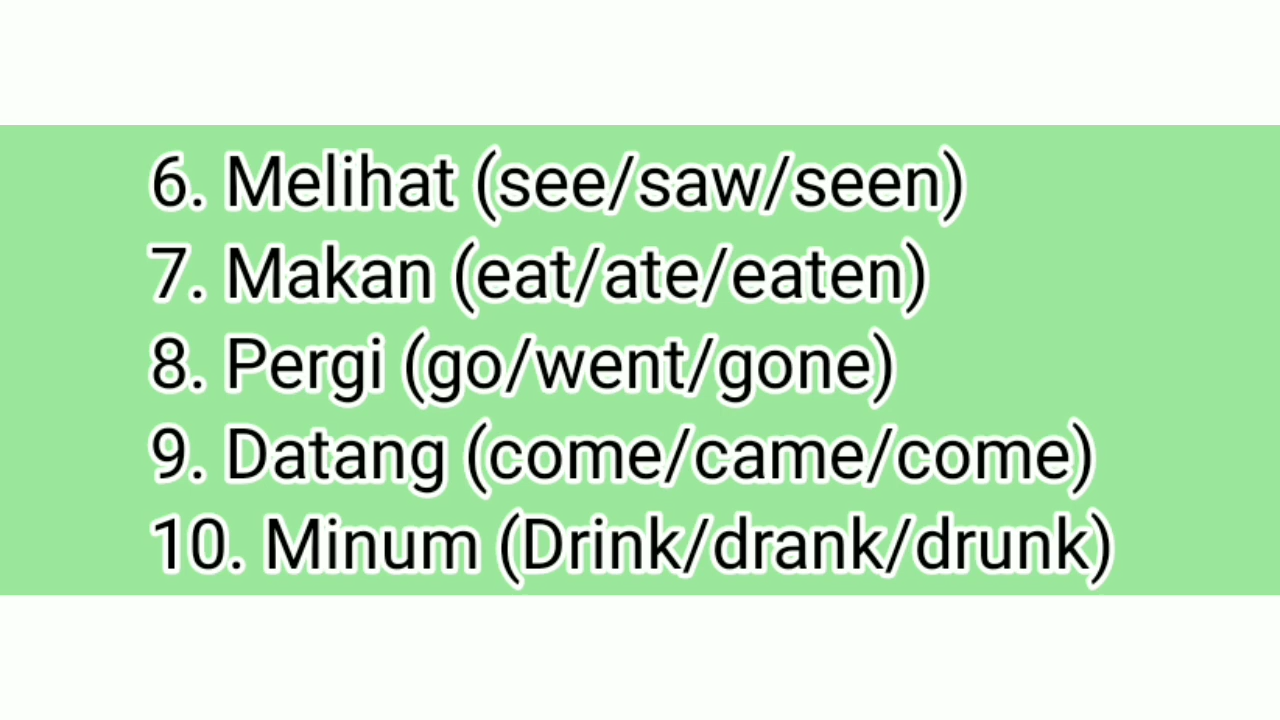 6. Melihat (see/saw/seen)
7. Makan (eat/ate/eaten)
8. Pergi (go/went/gone)
9. Datang (come/came/come)
10. Minum (Drink/drank/drunk)